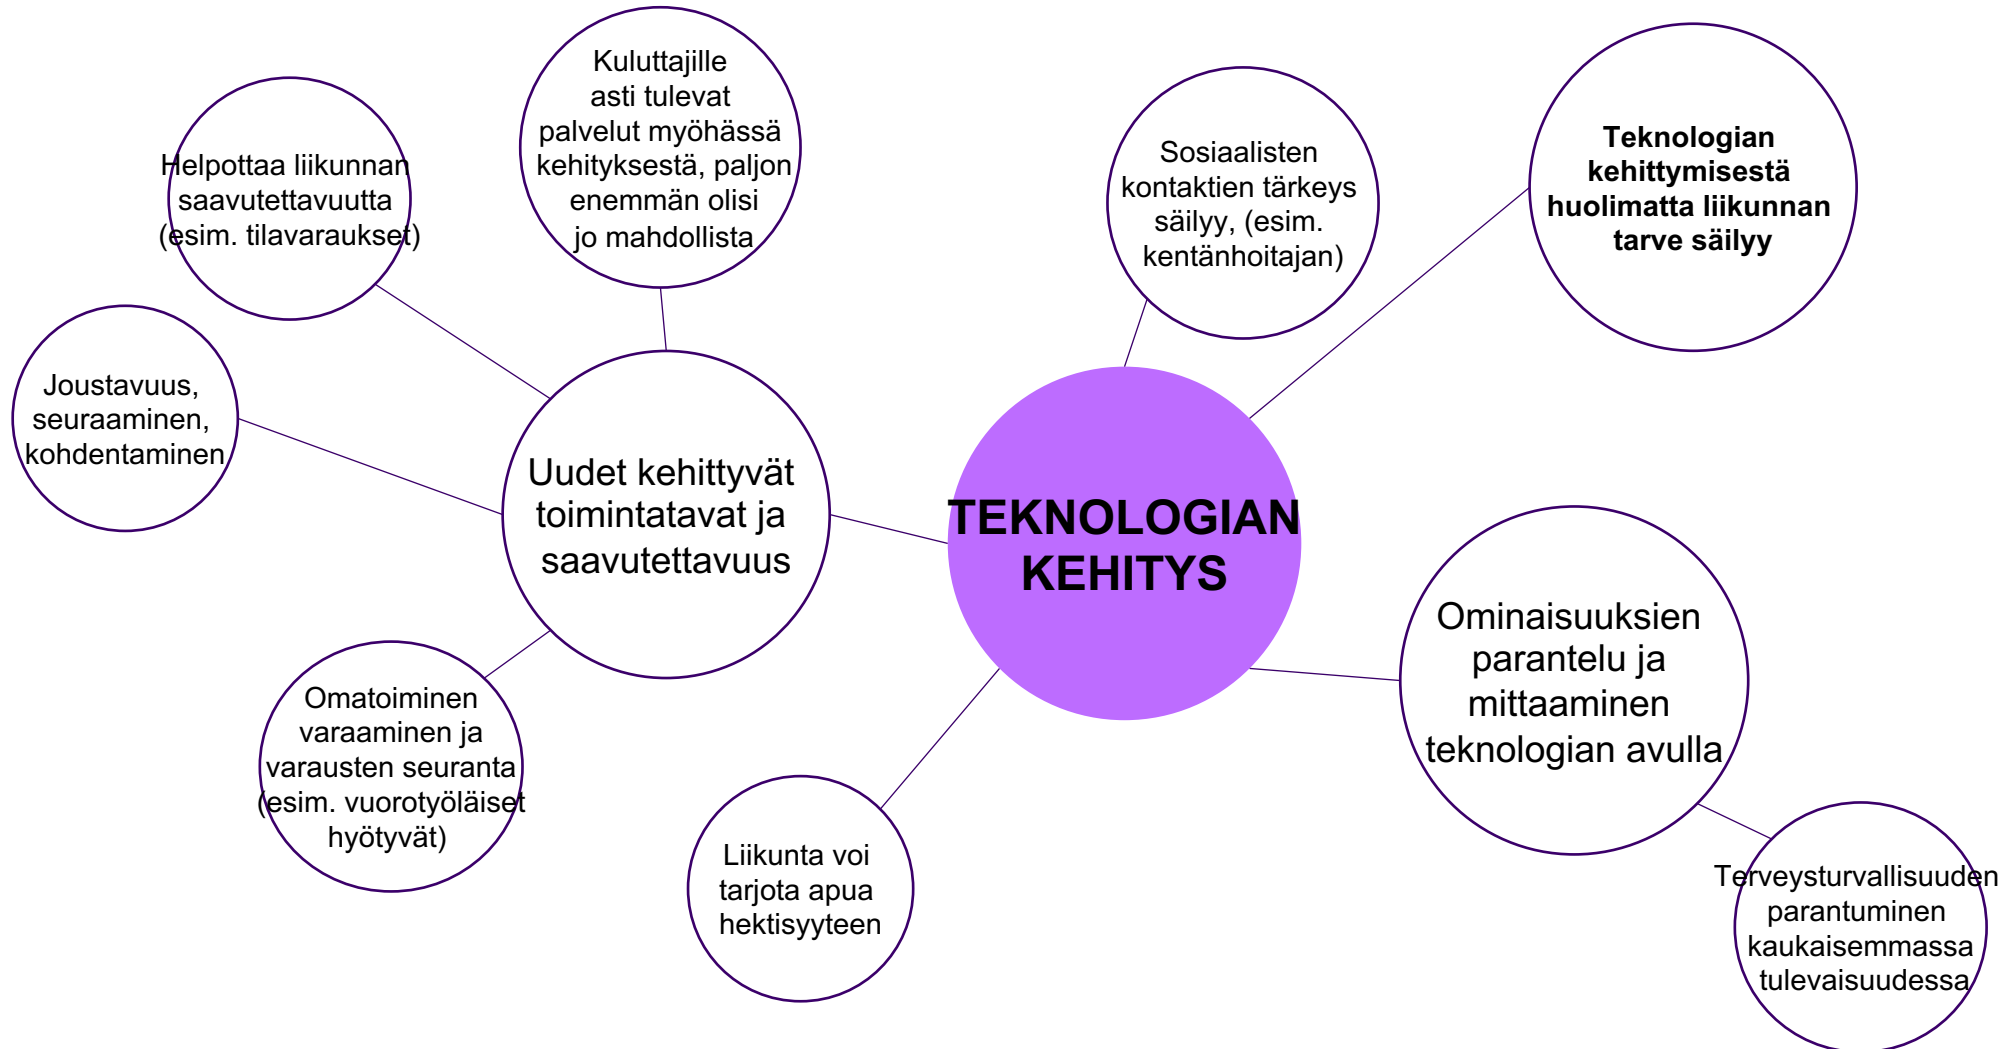 Kuluttajille
asti tulevat
palvelut myöhässä
kehityksestä, paljon
enemmän olisi
jo mahdollista
Helpottaa liikunnan
saavutettavuutta
(esim. tilavaraukset)
Joustavuus,
seuraaminen,
kohdentaminen
Uudet kehittyvät
toimintatavat ja
saavutettavuus
Omatoiminen
varaaminen ja
varausten seuranta
(esim. vuorotyöläiset
hyötyvät)
Sosiaalisten
kontaktien tärkeys
säilyy, (esim.
kentänhoitajan)
Teknologian
kehittymisestä
huolimatta liikunnan
tarve säilyy
TEKNOLOGIAN
KEHITYS
Liikunta voi
tarjota apua
hektisyyteen
Ominaisuuksien
parantelu ja
mittaaminen
teknologian avulla
Terveysturvallisuuden
parantuminen
kaukaisemmassa
tulevaisuudessa